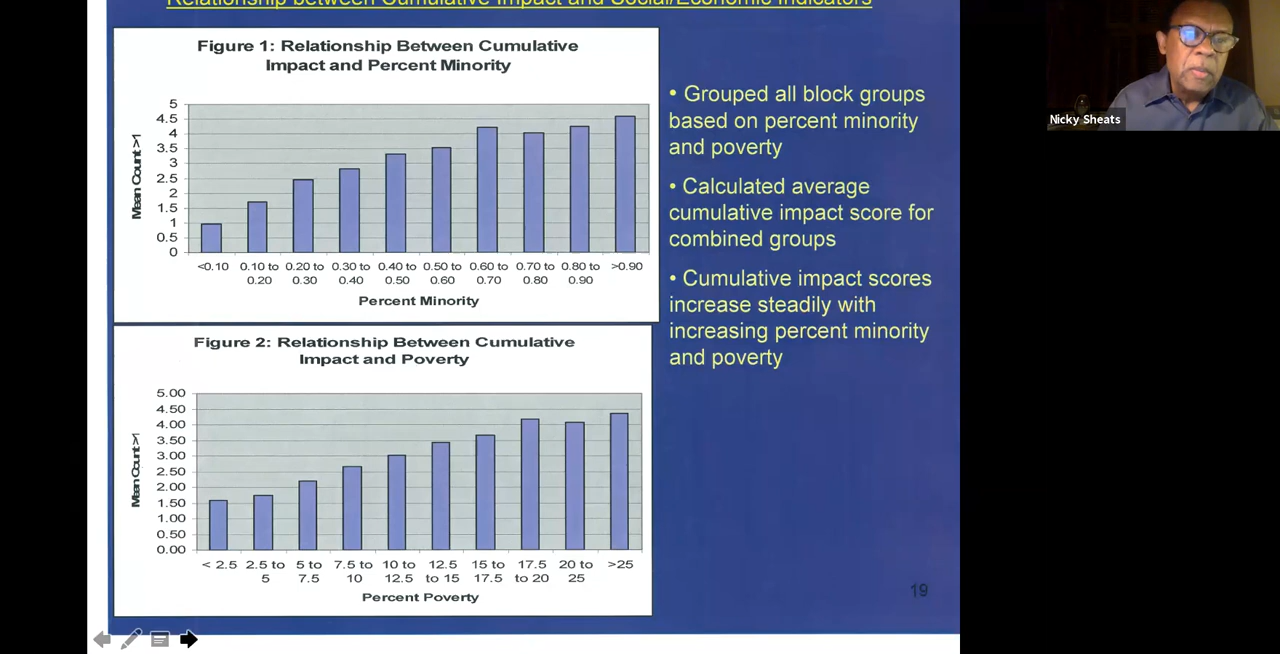 Relationship between Cumulative Impact and Social/Economic Indicators
Figure 1: Relationship Between Cumulative
Impact and Percent Minority
Mean Count >1
5
4.5
4
3.5
3
2.5
2
1.5
1
0.5
0
<0.10 0.10 to 0.20 to 0.30 to 0.40 to 0.50 to 0.60 to 0.70 to 0.80 to >0.90
0.20 0.30 0.40 0.50 0.60 0.70 0.80 0.90
Percent Minority
Figure 2: Relationship Between Cumulative
Impact and Poverty
Mean Count >1
5.00
4.50
4.00
3.50
3.00
2.50
2.00
1.50
1.00
0.50
0.00
< 2.5 2.5 to 5 to 7.5 to 10 to 12.5 15 to 17.5 20 to >25
5 7.5 10 12.5 to 15 17.5 to 20 25
Percent Poverty
• Grouped all block groups
based on percent minority
and poverty
• Calculated average
cumulative impact score for
combined groups
• Cumulative impact scores
increase steadily with
increasing percent minority
and poverty
19
Nicky Sheats